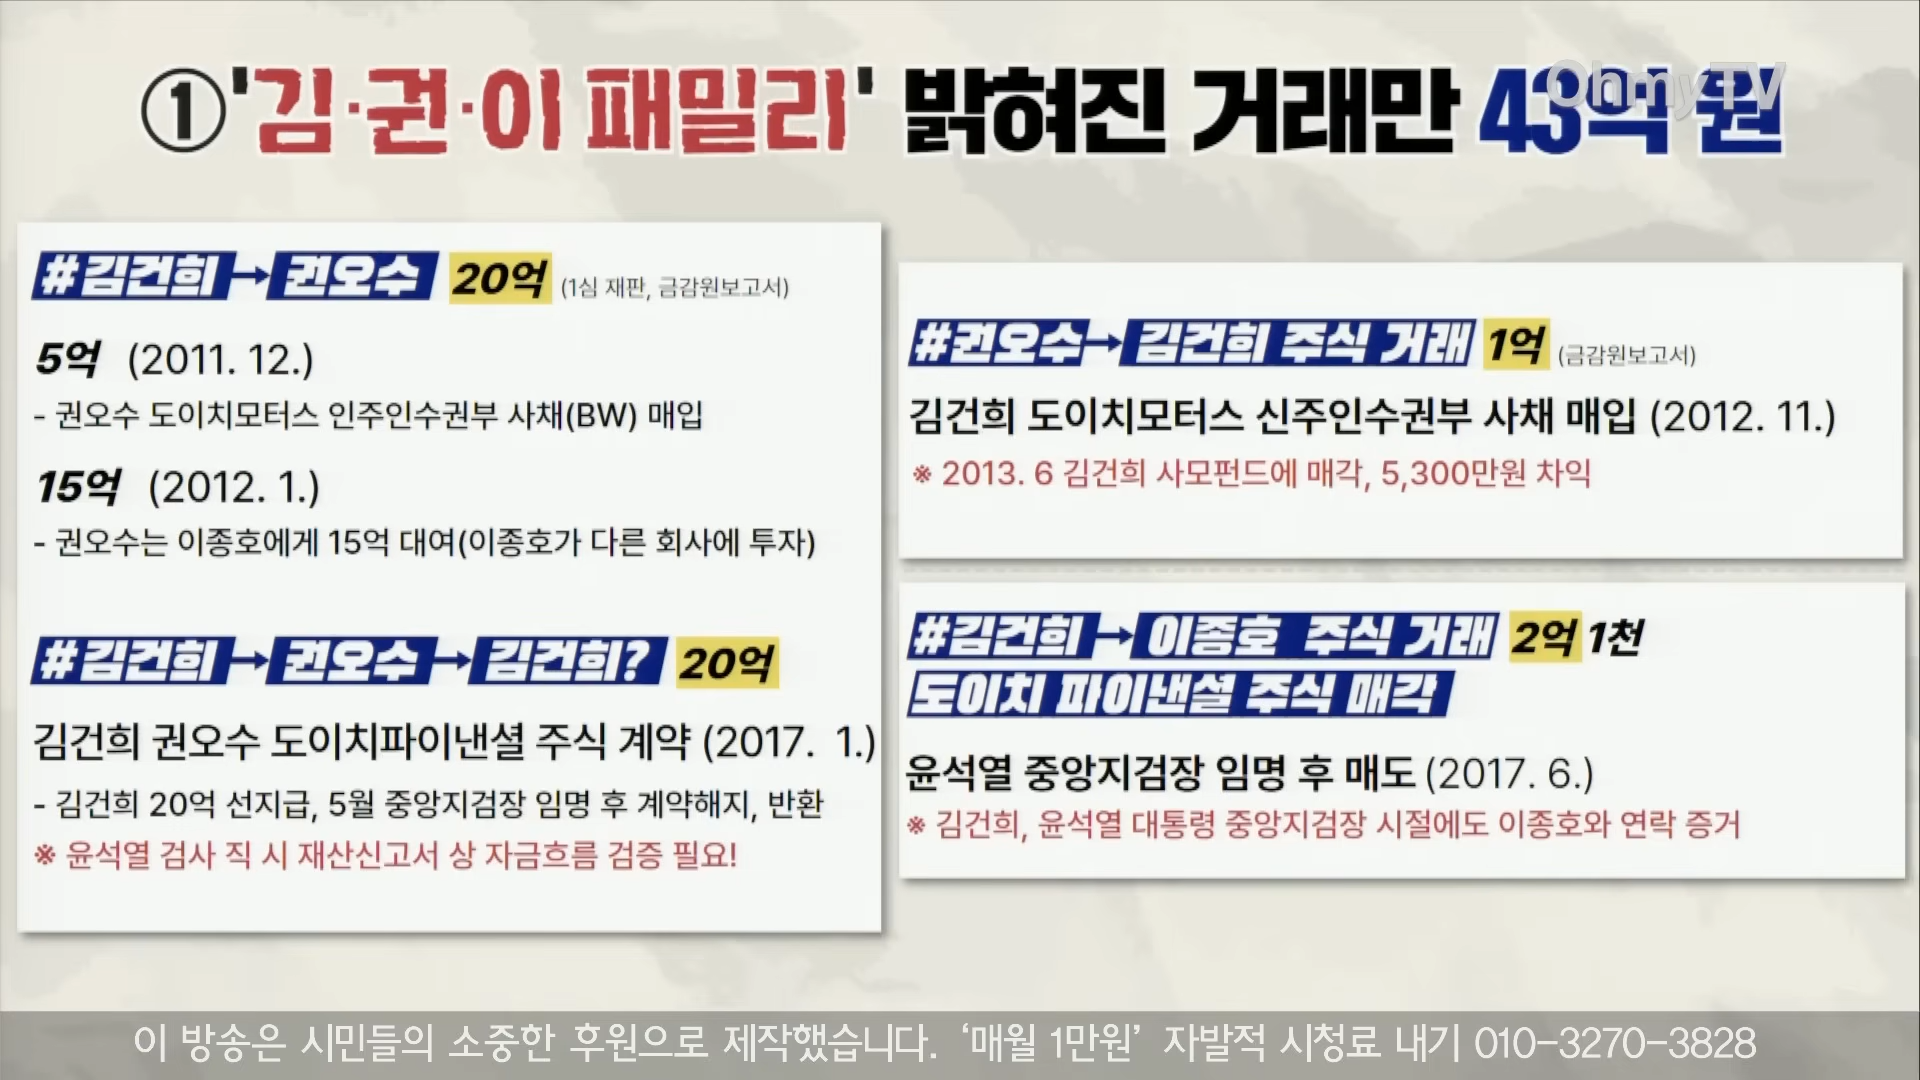 ①'김·권·이 패밀리' 밝혀진 거래만 43억 원
OhmyTV
#김건희→권오수 20억 (1심 재판, 금감원보고서)
5억 (2011. 12.)
- 권오수 도이치모터스 인주인수권부 사채(BW) 매입
15억 (2012. 1.)
- 권오수는 이종호에게 15억 대여(이종호가 다른 회사에 투자)
#김건희→권오수→김건희? 20억
김건희 권오수 도이치파이낸셜 주식 계약 (2017. 1.)
- 김건희 20억 선지급, 5월 중앙지검장 임명 후 계약해지, 반환
※ 윤석열 검사 직 시 재산신고서 상 자금흐름 검증 필요!
#권오수→김건희 주식 거래 1억 (금감원보고서)
김건희 도이치모터스 신주인수권부 사채 매입 (2012. 11.)
※ 2013. 6 김건희 사모펀드에 매각, 5,300만원 차익
#김건희→이종호 주식 거래 2억 1천
도이치 파이낸셜 주식 매각
윤석열 중앙지검장 임명 후 매도 (2017. 6.)
※ 김건희, 윤석열 대통령 중앙지검장 시절에도 이종호와 연락 증거
이 방송은 시민들의 소중한 후원으로 제작했습니다. ‘매월 1만원’ 자발적 시청료 내기 010-3270-3828